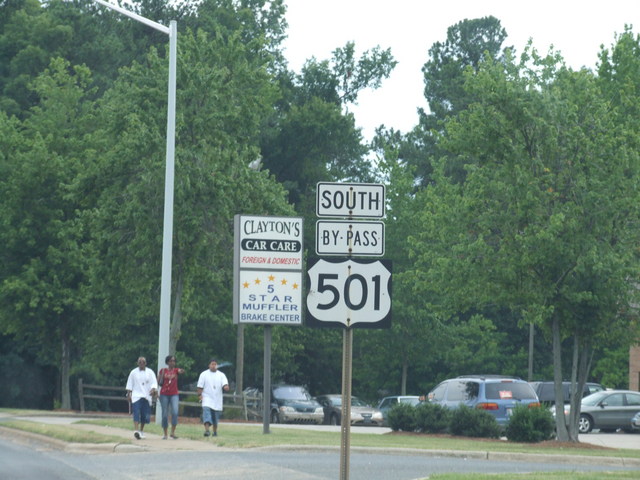 SOUTH
BY-PASS
501
CLAYTON'S
CAR CARE
FOREIGN & DOMESTIC
5
STAR
MUFFLER
BRAKE CENTER